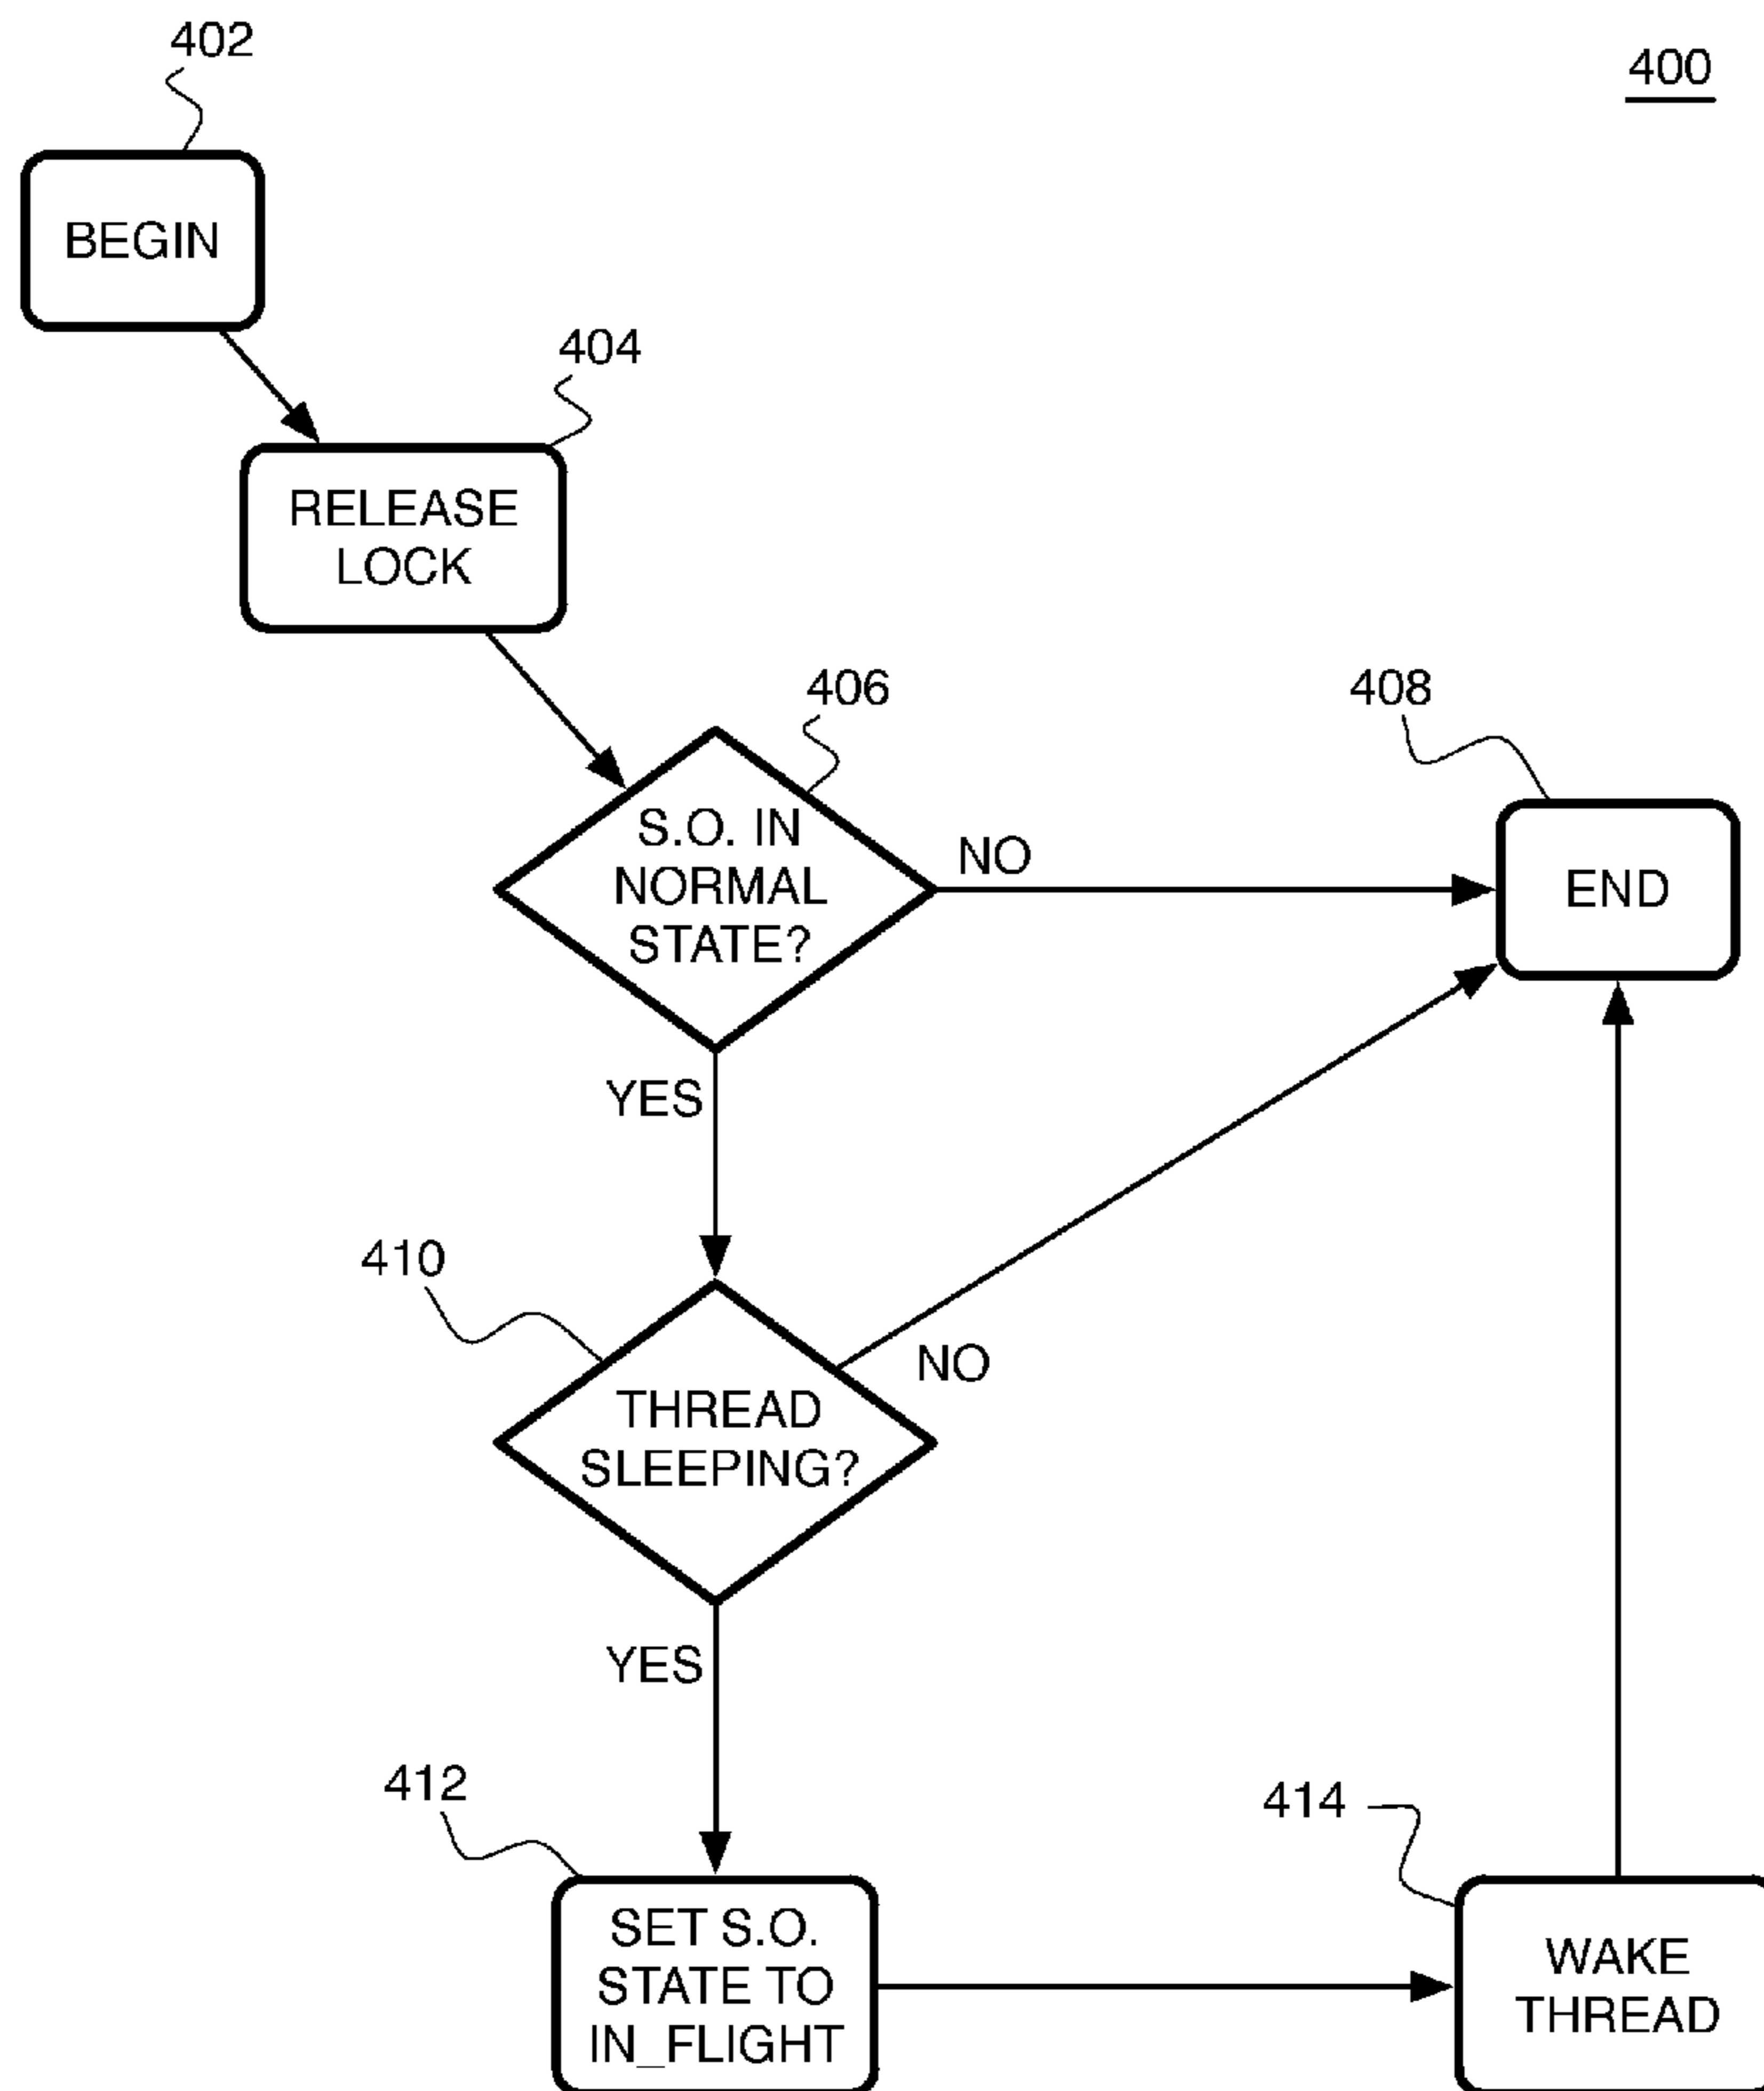 402
400
BEGIN
404
RELEASE
LOCK
406
408
S.O. IN
NORMAL
STATE?
NO
END
YES
410
NO
THREAD
SLEEPING?
YES
412
414
SET S.O.
STATE TO
IN_FLIGHT
WAKE
THREAD